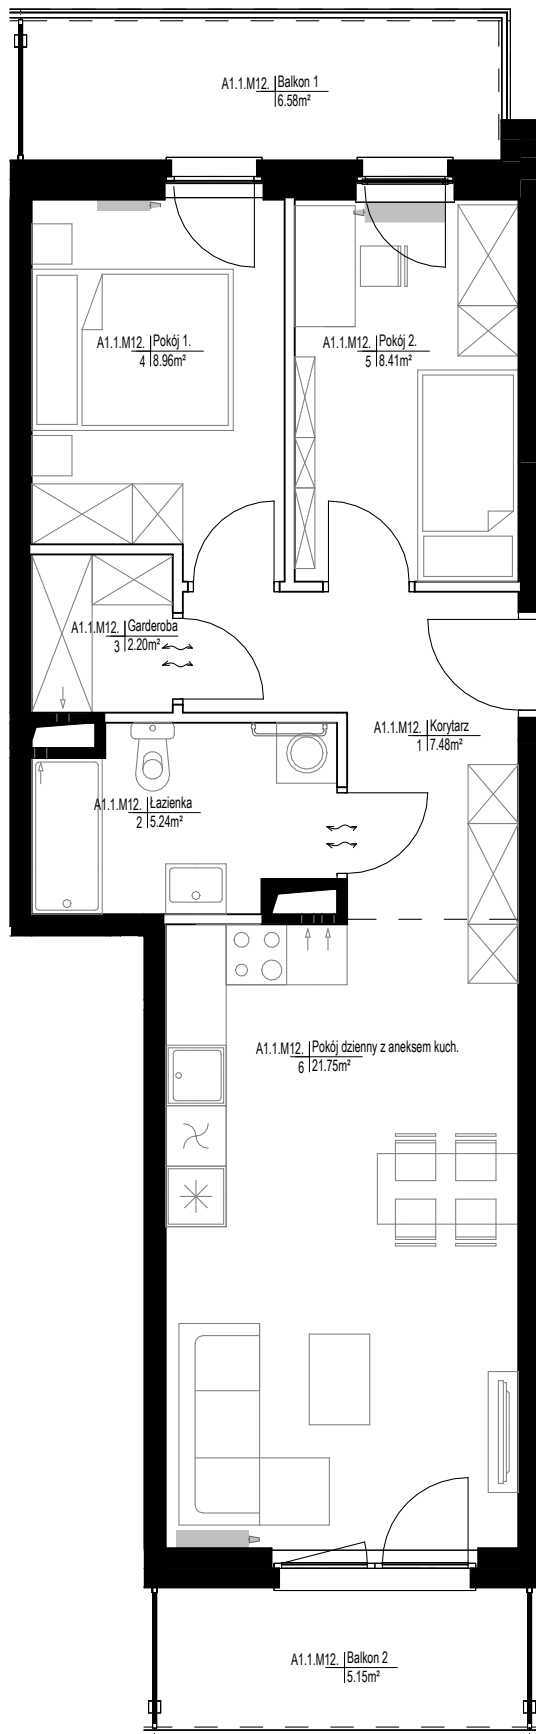 A1.1.M12. Balkon 1
6.58m²
A1.1.M12. Pokój 1.
4 8.96m²
A1.1.M12. Pokój 2.
5 8.41m²
A1.1.M12. Garderoba
3 2.20m²
A1.1.M12. Korytarz
1 7.48m²
A1.1.M12. Łazienka
2 5.24m²
A1.1.M12. Pokój dzienny z aneksem kuch.
6 21.75m²
A1.1.M12. Balkon 2
5.15m²